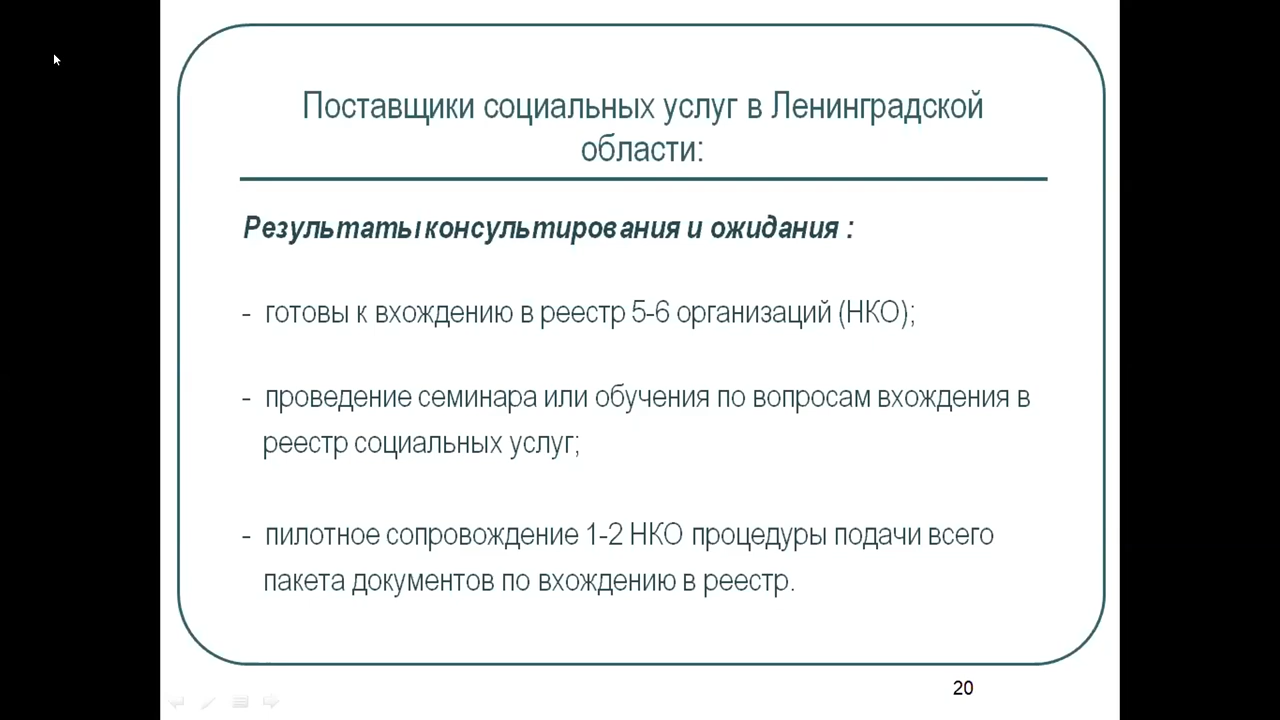 Поставщики социальных услуг в Ленинградской
области:
Результаты консультирования и ожидания :
- готовы к вхождению в реестр 5-6 организаций (НКО);
- проведение семинара или обучения по вопросам вхождения в
реестр социальных услуг;
- пилотное сопровождение 1-2 НКО процедуры подачи всего
пакета документов по вхождению в реестр.
20